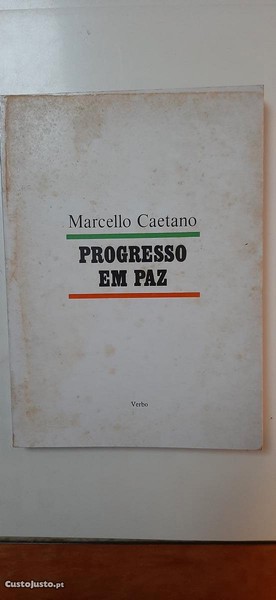 Marcello Caetano
PROGRESSO
EM PAZ
Verbo
CustoJusto.pt